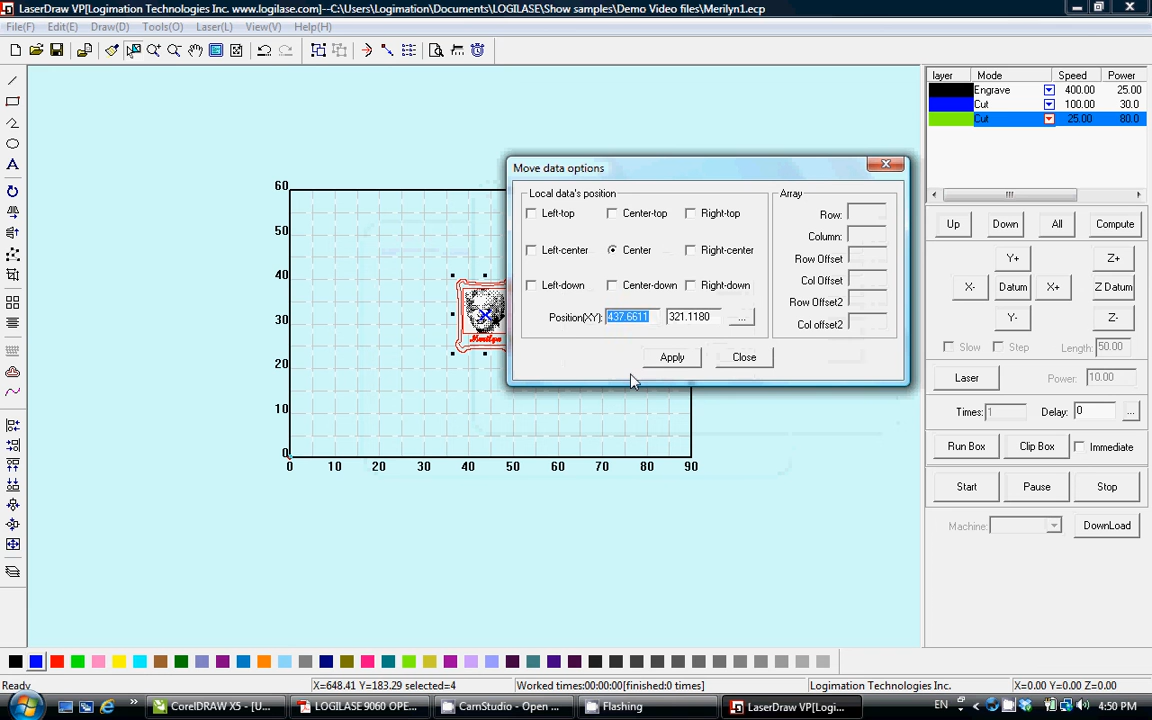 LaserDraw VP[Logimation Technologies Inc. www.logilase.com]--C:\Users\Logimation\Documents\LOGILASE\Show samples\Demo Video files\Merilyn1.ecp
File(F) Edit(E) Draw(D) Tools(O) Laser(L) View(V) Help(H)
layer Mode Speed Power
Engrave 400.00 25.00
Cut 100.00 30.0
Cut 25.00 80.0
Move data options
Local data's position Array
Left-top Center-top Right-top Row:
Column:
Left-center Center Right-center Row Offset
Col Offset
Left-down Center-down Right-down Row Offset2
Position(XY): 437.6611 321.1180 ... Col offset2
Apply Close
60
50
40
30
20
10
0
0 10 20 30 40 50 60 70 80 90
Merilyn
Up Down All Compute
Y+ Z+
X- Datum X+ Z Datum
Y- Z-
Slow Step Length: 50.00
Laser Power: 10.00
Times: 1 Delay: 0 ...
Run Box Clip Box Immediate
Start Pause Stop
Machine: DownLoad
Ready X=648.41 Y=183.29 selected=4 Worked times:00:00:00[finished:0 times] Logimation Technologies Inc. X=0.00 Y=0.00 Z=0.00
CorelDRAW X5 - [U... LOGILASE 9060 OPE... CamStudio - Open ... Flashing LaserDraw VP[Logi... EN 4:50 PM